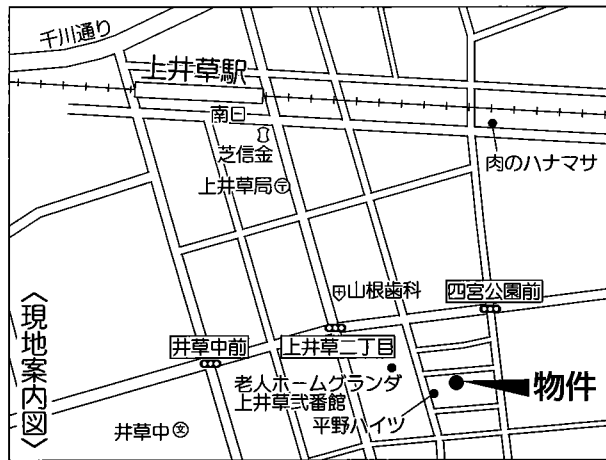 千川通り
上井草駅
南口
芝信金
上井草局
肉のハナマサ
山根歯科
四宮公園前
井草中前
上井草二丁目
老人ホームグランダ
上井草弐番館
平野ハイツ
物件
井草中
文
〈現地案内図〉